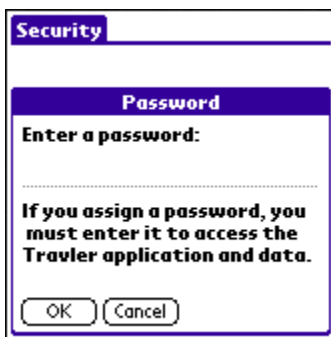 Security
Password
Enter a password:
If you assign a password, you
must enter it to access the
Travler application and data.
OK Cancel